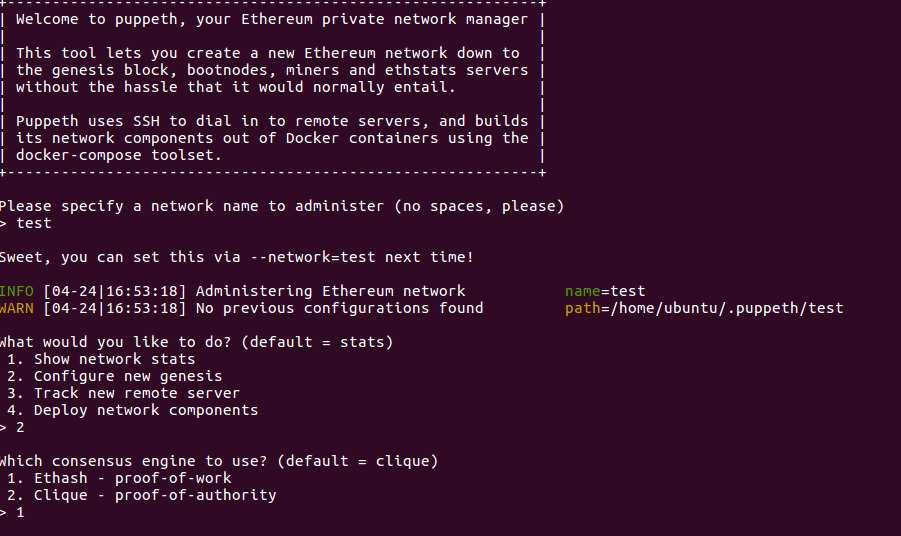 +------------------------------------------------------------+
| Welcome to puppeth, your Ethereum private network manager |
| |
| This tool lets you create a new Ethereum network down to |
| the genesis block, bootnodes, miners and ethstats servers |
| without the hassle that it would normally entail. |
| |
| Puppeth uses SSH to dial in to remote servers, and builds |
| its network components out of Docker containers using the |
| docker-compose toolset. |
+-----------------------------------------------------------+
Please specify a network name to administer (no spaces, please)
> test
Sweet, you can set this via --network=test next time!
INFO [04-24|16:53:18] Administering Ethereum network name=test
WARN [04-24|16:53:18] No previous configurations found path=/home/ubuntu/.puppeth/test
What would you like to do? (default = stats)
1. Show network stats
2. Configure new genesis
3. Track new remote server
4. Deploy network components
> 2
Which consensus engine to use? (default = clique)
1. Ethash - proof-of-work
2. Clique - proof-of-authority
> 1